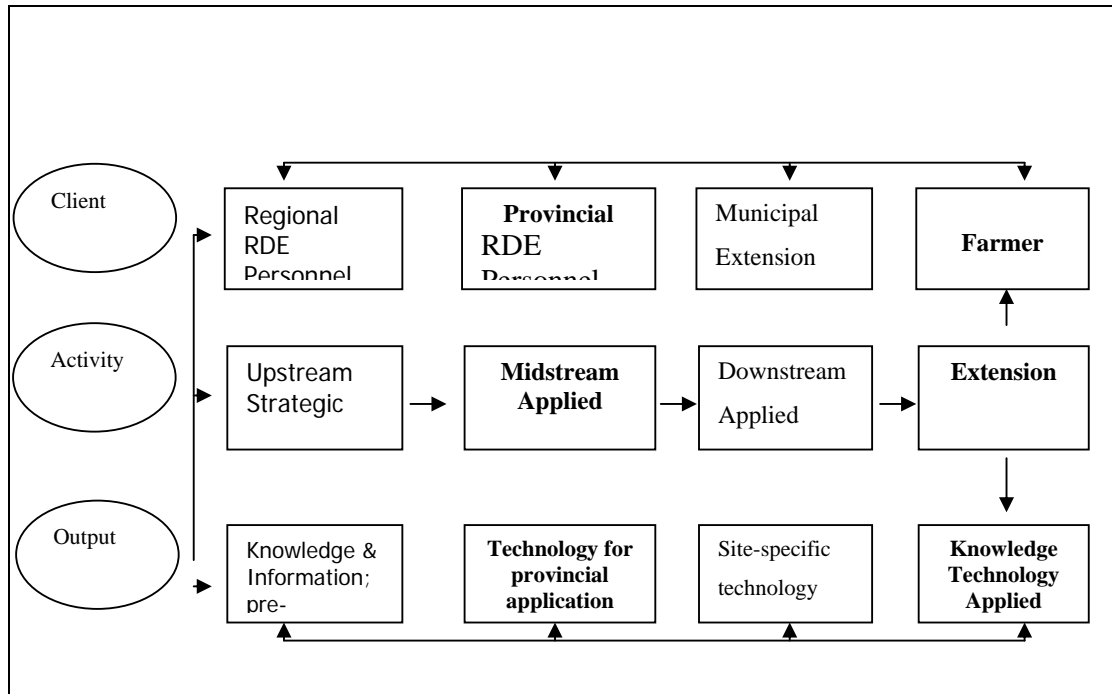 Client
Regional
RDE
Personnel
Provincial
RDE
Personnel
Municipal
Extension
Farmer
Activity
Upstream
Strategic
Midstream
Applied
Downstream
Applied
Extension
Output
Knowledge &
Information;
pre-
Technology for
provincial
application
Site-specific
technology
Knowledge
Technology
Applied